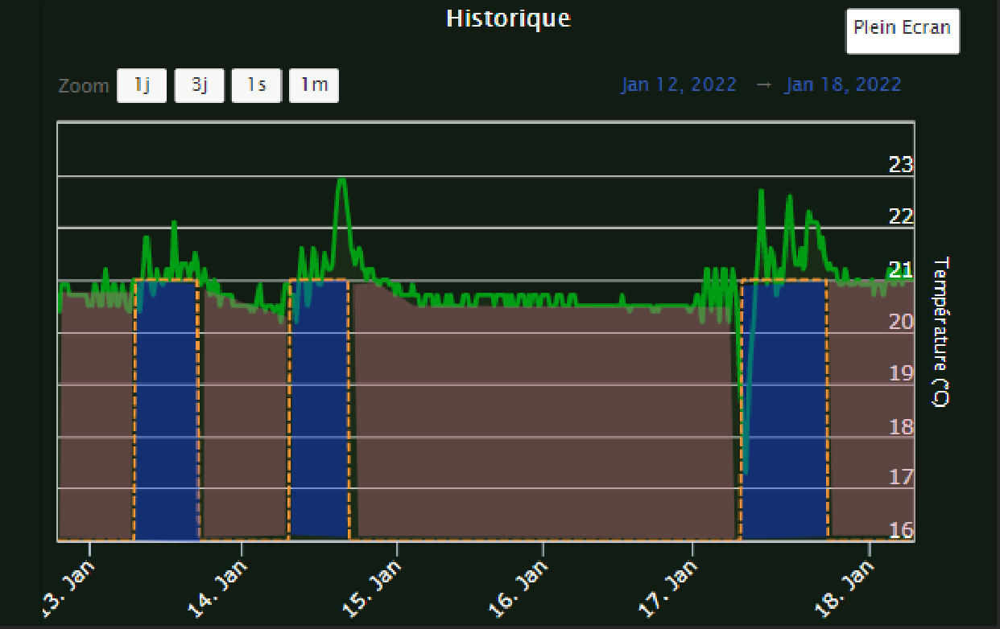 Historique
Plein Ecran
Zoom 1j 3j 1s 1m
Jan 12, 2022 → Jan 18, 2022
23
22
21
20
19
18
17
16
Température (°C)
13. Jan 14. Jan 15. Jan 16. Jan 17. Jan 18. Jan